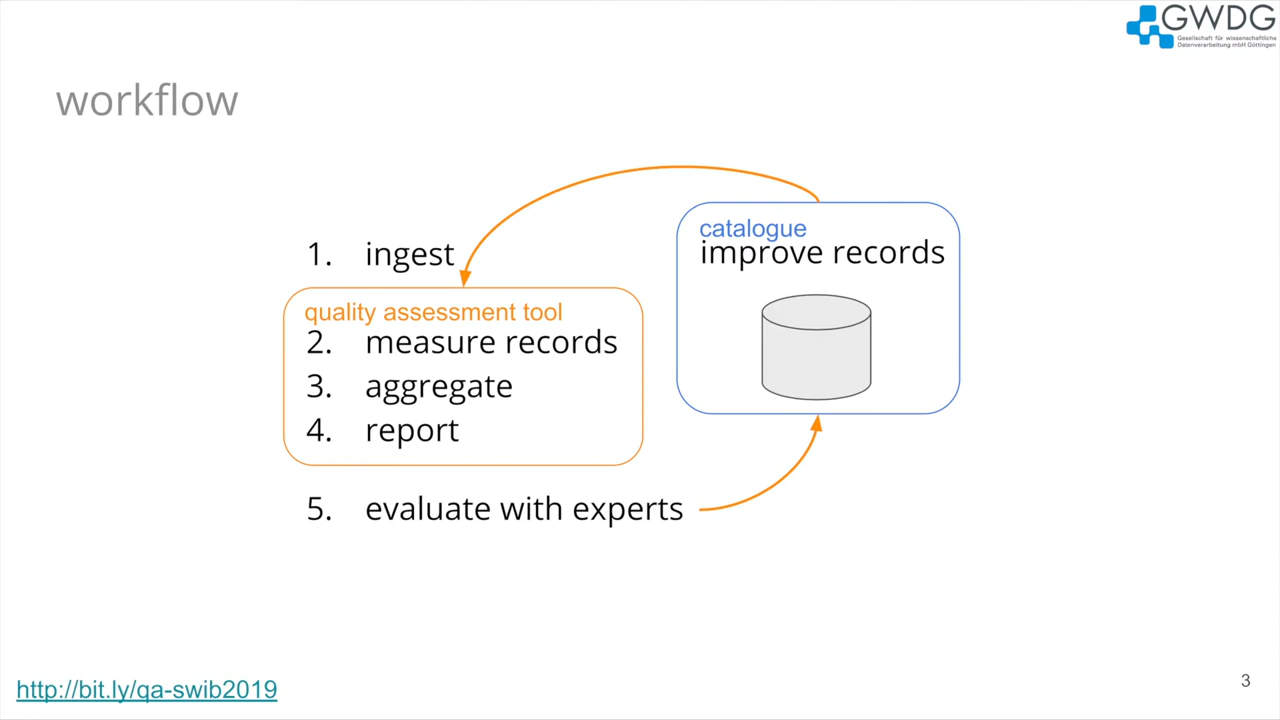 GWDG
Gesellschaft für wissenschaftliche
Datenverarbeitung mbH Göttingen
workflow
1. ingest
quality assessment tool
2. measure records
3. aggregate
4. report
5. evaluate with experts
catalogue
improve records
http://bit.ly/qa-swib2019
3